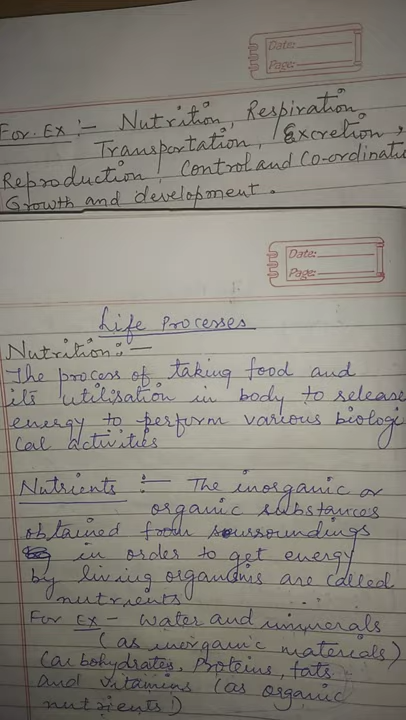 Date:
Page:
For. Ex :- Nutrition, Respiration
Transportation, Excretion,
Reproduction, Control and Co-ordinati
Growth and development.
Date:
Page:
Life Processes
Nutrition:-
The process of taking food and
its utilisation in body to release
energy to perform various biologi
cal activities
Nutrients :- The inorganic or
organic substances
obtained from souroundings
in order to get energy
by living organisms are called
nutrients
For Ex - Water and minerals
(as inorganic materials)
Carbohydrates, Proteins, fats
and vitamins (as organic
nutrients)